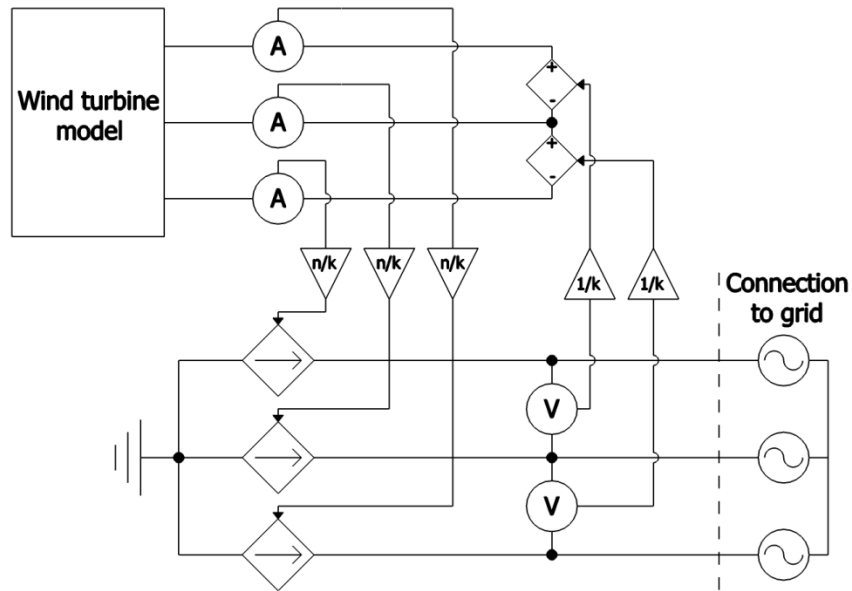 A
+
-
Wind turbine
model
A
+
-
A
n/k
n/k
n/k
1/k
1/k
Connection
to grid
V
V